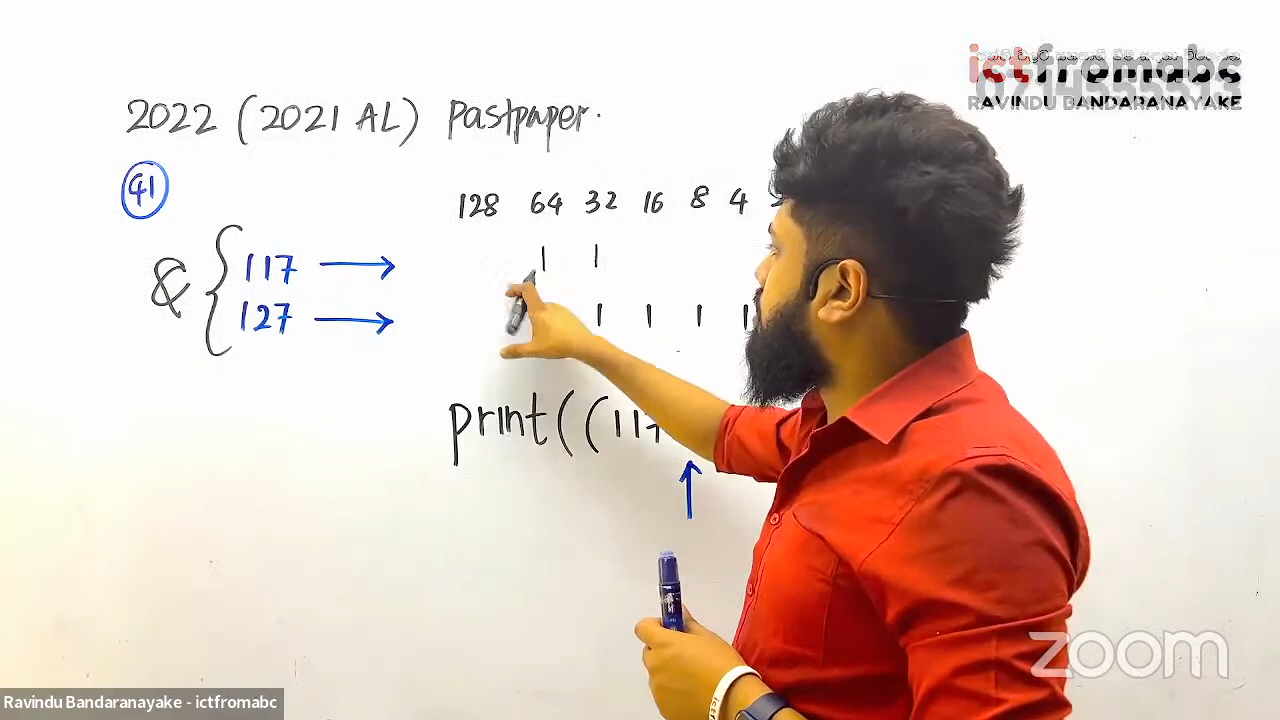 ictfromabc
RAVINDU BANDARANAYAKE
2022 (2021 AL) Pastpaper.
41
128 64 32 16 8 4
& { 117 → 1 1
127 → 1 1 1 1
print((117
zoom
Ravindu Bandaranayake - ictfromabc